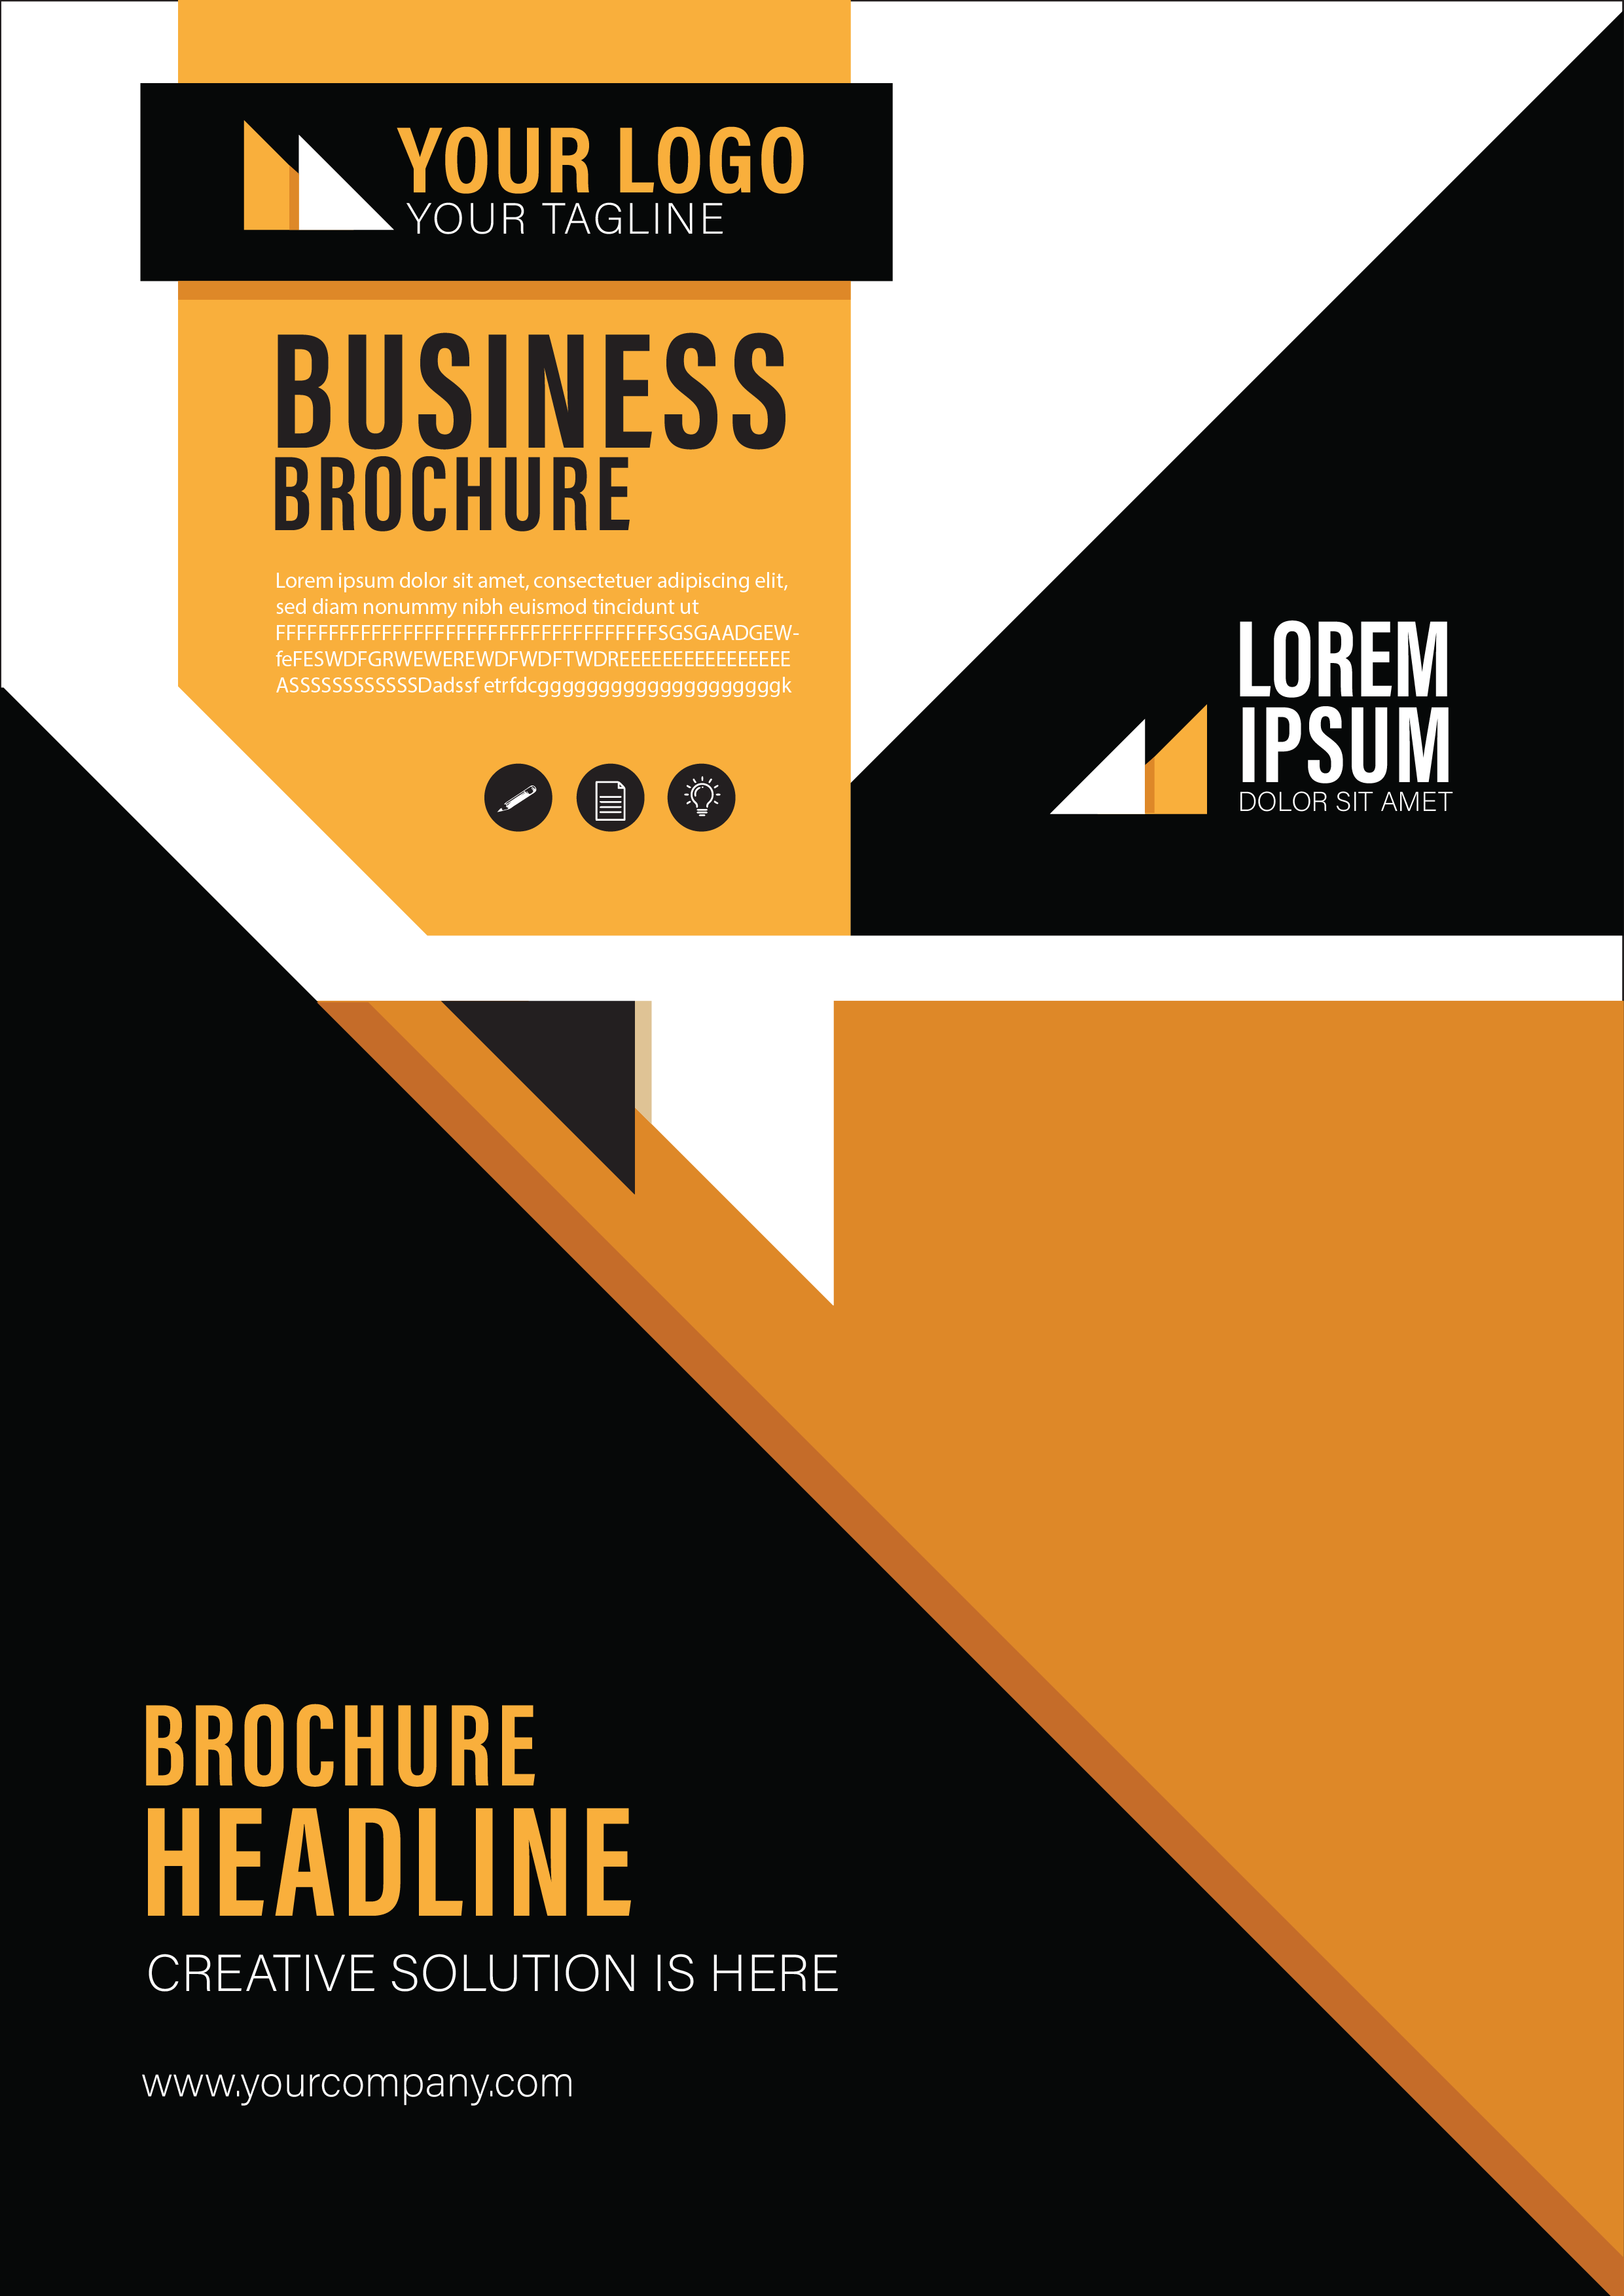 YOUR LOGO
YOUR TAGLINE
BUSINESS
BROCHURE
Lorem ipsum dolor sit amet, consectetuer adipiscing elit,
sed diam nonummy nibh euismod tincidunt ut
FFFFFFFFFFFFFFFFFFFFFFFFFFFFFFFFFFFFSGSGAADGEW-
feFESWDFGRWEWEREWDFWDFTWDREEEEEEEEEEEEEEEE
ASSSSSSSSSSSSDadssf etrfdcggggggggggggggggggggk
LOREM
IPSUM
DOLOR SIT AMET
BROCHURE
HEADLINE
CREATIVE SOLUTION IS HERE
www.yourcompany.com